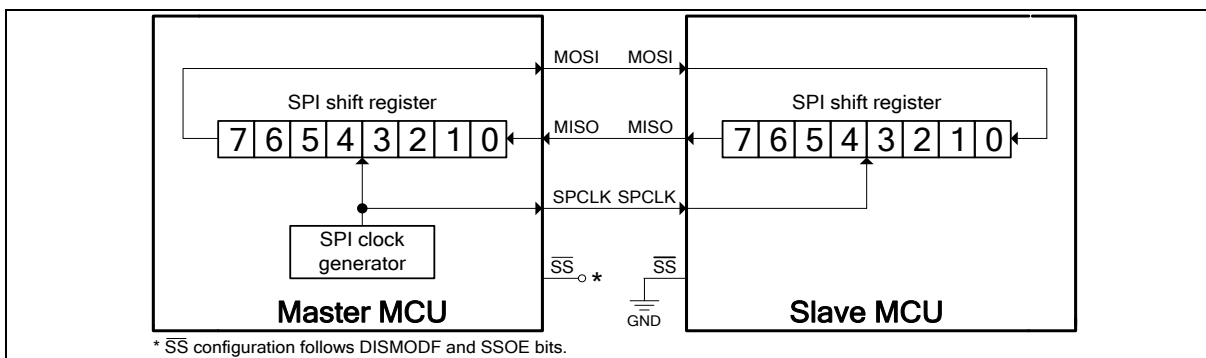 MOSI MOSI
SPI shift register SPI shift register
7 6 5 4 3 2 1 0 MISO MISO 7 6 5 4 3 2 1 0
SPCLK SPCLK
SPI clock
generator
SS * SS
GND
Master MCU Slave MCU
* SS configuration follows DISMODF and SSOE bits.